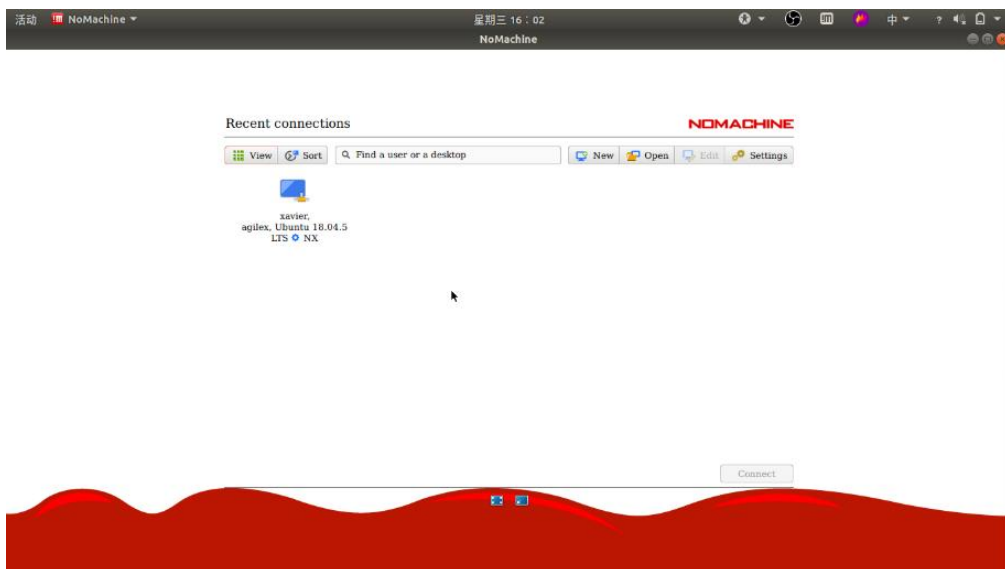 活动 NoMachine 星期三 16：02 中 ?
NoMachine
Recent connections NOMACHINE
View Sort Find a user or a desktop New Open Edit Settings
xavier,
agilex, Ubuntu 18.04.5
LTS NX
Connect